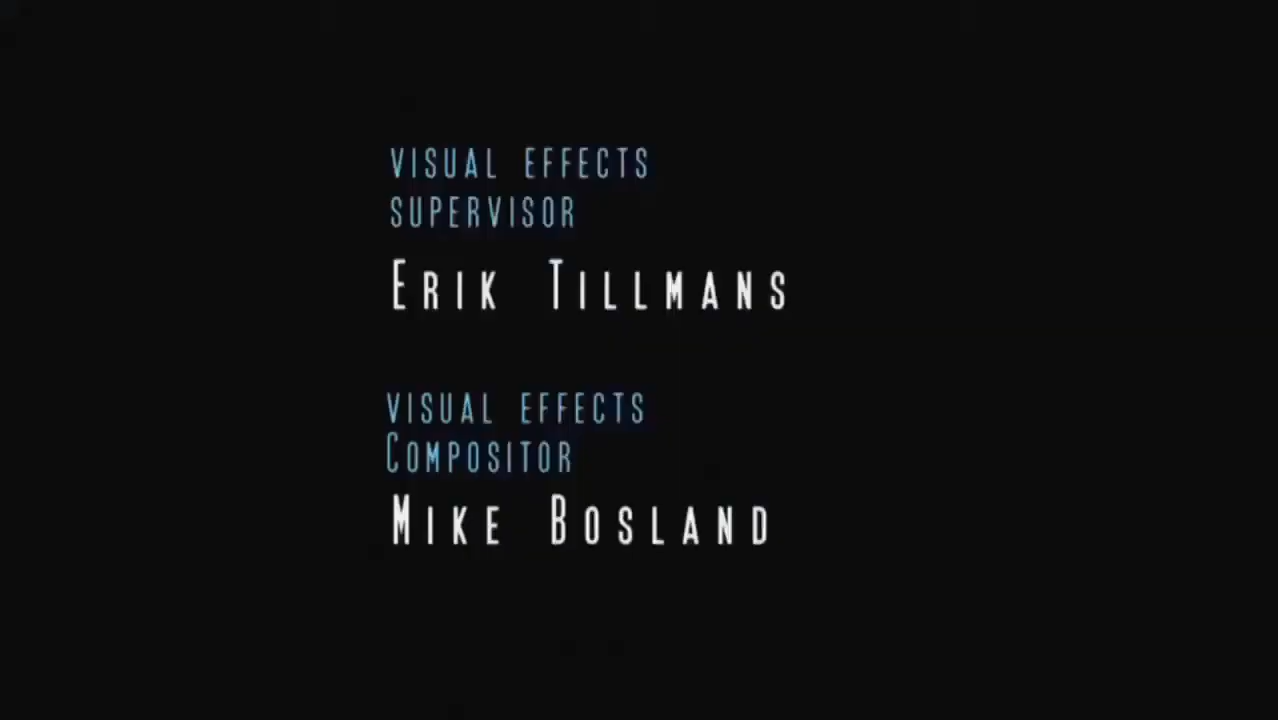 VISUAL EFFECTS
SUPERVISOR
ERIK TILLMANS
VISUAL EFFECTS
COMPOSITOR
MIKE BOSLAND